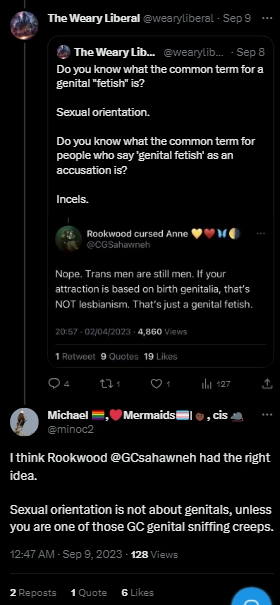 The Weary Liberal @wearyliberal · Sep 9
The Weary Lib... @wearylib... · Sep 8
Do you know what the common term for a
genital "fetish" is?
Sexual orientation.
Do you know what the common term for
people who say 'genital fetish' as an
accusation is?
Incels.
Rookwood cursed Anne 💛❤️🦋🌗
@CGSahawneh
Nope. Trans men are still men. If your
attraction is based on birth genitalia, that's
NOT lesbianism. That's just a genital fetish.
20:57 · 02/04/2023 · 4,860 Views
1 Retweet 9 Quotes 19 Likes
4 1 1 127
Michael 🏳️‍🌈,❤️Mermaids🏳️‍⚧️| , cis
@minoc2
I think Rookwood @GCsahawneh had the right
idea.
Sexual orientation is not about genitals, unless
you are one of those GC genital sniffing creeps.
12:47 AM · Sep 9, 2023 · 128 Views
2 Reposts 1 Quote 6 Likes